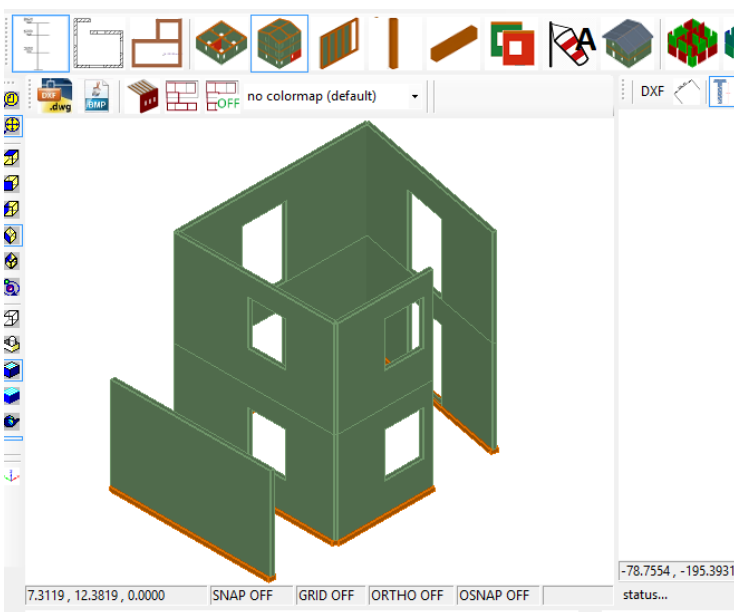 A
DXF
.dwg
BMP
OFF
no colormap (default)
DXF
7.3119 , 12.3819 , 0.0000
SNAP OFF
GRID OFF
ORTHO OFF
OSNAP OFF
-78.7554 , -195.3931
status...